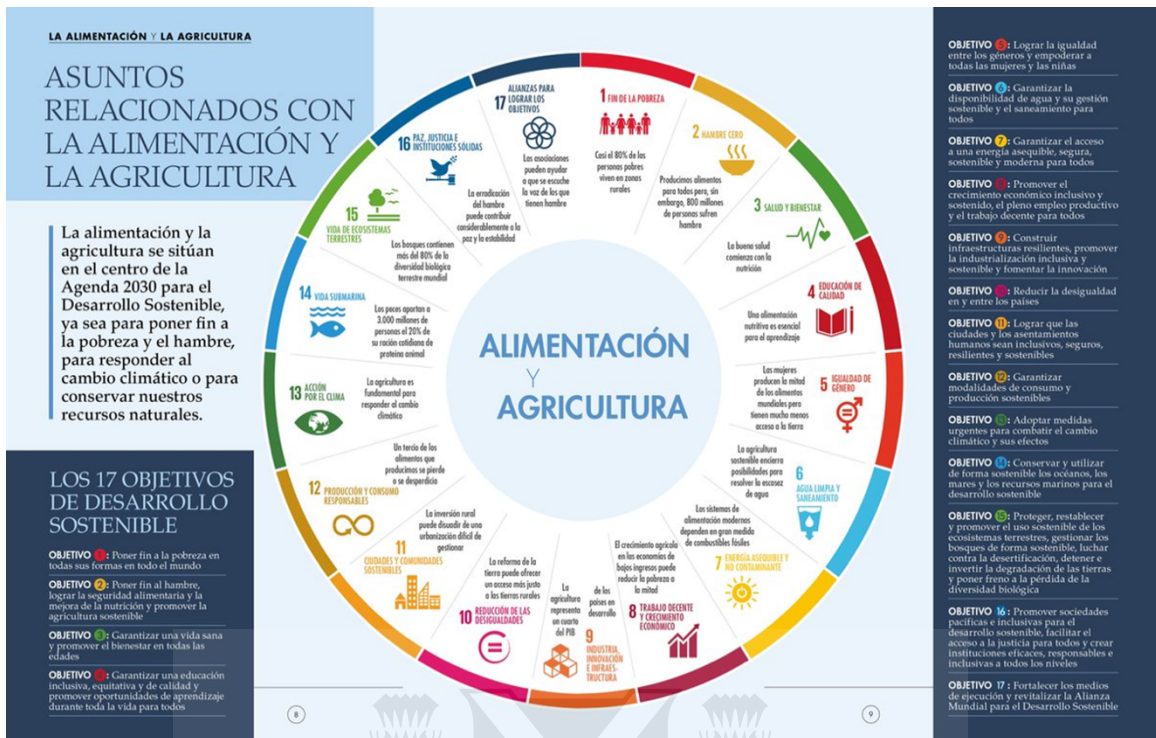 LA ALIMENTACIÓN Y LA AGRICULTURA
ASUNTOS
RELACIONADOS CON
LA ALIMENTACIÓN Y
LA AGRICULTURA
La alimentación y la
agricultura se sitúan
en el centro de la
Agenda 2030 para el
Desarrollo Sostenible,
ya sea para poner fin a
la pobreza y el hambre,
para responder al
cambio climático o para
conservar nuestros
recursos naturales.
LOS 17 OBJETIVOS
DE DESARROLLO
SOSTENIBLE
OBJETIVO 1: Poner fin a la pobreza en
todas sus formas en todo el mundo
OBJETIVO 2: Poner fin al hambre,
lograr la seguridad alimentaria y la
mejora de la nutrición y promover la
agricultura sostenible
OBJETIVO 3: Garantizar una vida sana
y promover el bienestar en todas las
edades
OBJETIVO 4: Garantizar una educación
inclusiva, equitativa y de calidad y
promover oportunidades de aprendizaje
durante toda la vida para todos
ALIMENTACIÓN
Y
AGRICULTURA
1 FIN DE LA POBREZA
Casi el 80% de las
personas pobres
viven en zonas
rurales
2 HAMBRE CERO
Producimos alimentos
para todos pero, sin
embargo, 800 millones
de personas sufren
hambre
3 SALUD Y BIENESTAR
La buena salud
comienza con la
nutrición
4 EDUCACIÓN DE
CALIDAD
Una alimentación
nutritiva es esencial
para el aprendizaje
5 IGUALDAD DE
GÉNERO
Las mujeres
producen la mitad
de los alimentos
mundiales pero
tienen mucho menos
acceso a la tierra
6
AGUA LIMPIA Y
SANEAMIENTO
La agricultura
sostenible encierra
posibilidades para
resolver la escasez
de agua
7 ENERGÍA ASEQUIBLE Y
NO CONTAMINANTE
Los sistemas de
alimentación modernos
dependen en gran medida
de combustibles fósiles
8 TRABAJO DECENTE
Y CRECIMIENTO
ECONÓMICO
El crecimiento agrícola
en las economías de
bajos ingresos puede
reducir la pobreza a
la mitad
9
INDUSTRIA,
INNOVACIÓN
E INFRAES-
TRUCTURA
La
agricultura
representa
un cuarto
del PIB
de los
países en
desarrollo
10 REDUCCIÓN DE LAS
DESIGUALDADES
La reforma de la
tierra puede ofrecer
un acceso más justo
a las tierras rurales
11
CIUDADES Y COMUNIDADES
SOSTENIBLES
La inversión rural
puede disuadir de una
urbanización difícil de
gestionar
12 PRODUCCIÓN Y CONSUMO
RESPONSABLES
Un tercio de los
alimentos que
producimos se pierde
o se desperdicia
13 ACCIÓN
POR EL CLIMA
La agricultura es
fundamental para
responder al cambio
climático
14 VIDA SUBMARINA
Los peces aportan a
3.000 millones de
personas el 20% de
su ración cotidiana de
proteína animal
15
VIDA DE ECOSISTEMAS
TERRESTRES
Los bosques contienen
más del 80% de la
diversidad biológica
terrestre mundial
16 PAZ, JUSTICIA E
INSTITUCIONES SÓLIDAS
La erradicación
del hambre
puede contribuir
considerablemente a la
paz y la estabilidad
17 ALIANZAS PARA
LOGRAR LOS
OBJETIVOS
Las asociaciones
pueden ayudar
a que se escuche
la voz de los que
tienen hambre
8
9
OBJETIVO 5: Lograr la igualdad
entre los géneros y empoderar a
todas las mujeres y las niñas
OBJETIVO 6: Garantizar la
disponibilidad de agua y su gestión
sostenible y el saneamiento para
todos
OBJETIVO 7: Garantizar el acceso
a una energía asequible, segura,
sostenible y moderna para todos
OBJETIVO 8: Promover el
crecimiento económico inclusivo y
sostenido, el pleno empleo productivo
y el trabajo decente para todos
OBJETIVO 9: Construir
infraestructuras resilientes, promover
la industrialización inclusiva y
sostenible y fomentar la innovación
OBJETIVO 10: Reducir la desigualdad
en y entre los países
OBJETIVO 11: Lograr que las
ciudades y los asentamientos
humanos sean inclusivos, seguros,
resilientes y sostenibles
OBJETIVO 12: Garantizar
modalidades de consumo y
producción sostenibles
OBJETIVO 13: Adoptar medidas
urgentes para combatir el cambio
climático y sus efectos
OBJETIVO 14: Conservar y utilizar
de forma sostenible los océanos, los
mares y los recursos marinos para el
desarrollo sostenible
OBJETIVO 15: Proteger, restablecer
y promover el uso sostenible de los
ecosistemas terrestres, gestionar los
bosques de forma sostenible, luchar
contra la desertificación, detener e
invertir la degradación de las tierras
y poner freno a la pérdida de la
diversidad biológica
OBJETIVO 16: Promover sociedades
pacíficas e inclusivas para el
desarrollo sostenible, facilitar el
acceso a la justicia para todos y crear
instituciones eficaces, responsables e
inclusivas a todos los niveles
OBJETIVO 17: Fortalecer los medios
de ejecución y revitalizar la Alianza
Mundial para el Desarrollo Sostenible